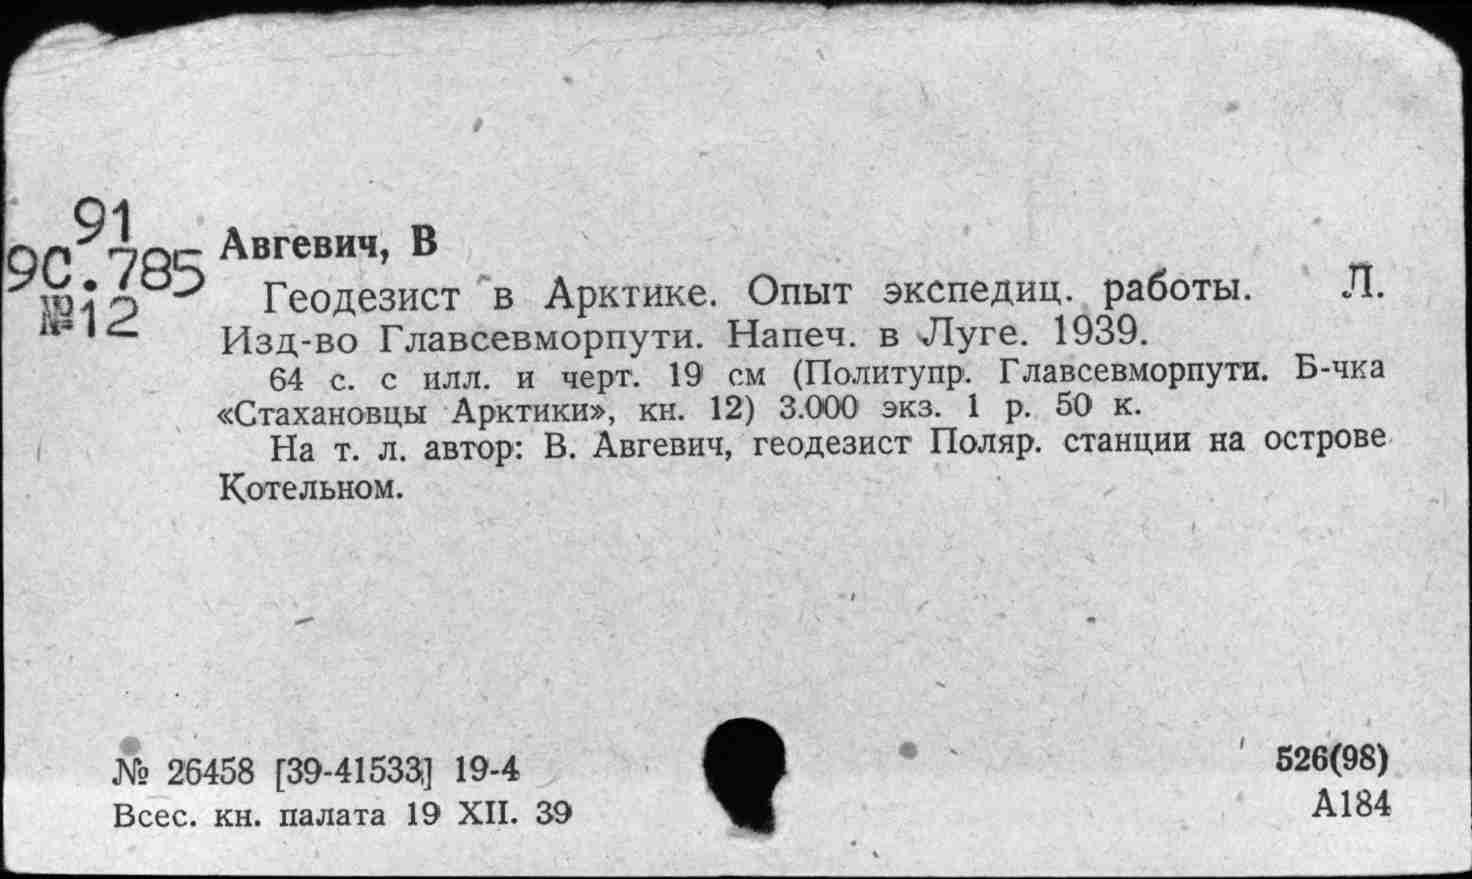 91
9С.785
№12
Авгевич, В
Геодезист в Арктике. Опыт экспедиц. работы. Л.
Изд-во Главсевморпути. Напеч. в Луге. 1939.
64 с. с илл. и черт. 19 см (Политупр. Главсевморпути. Б-чка
«Стахановцы Арктики», кн. 12) 3.000 экз. 1 р. 50 к.
На т. л. автор: В. Авгевич, геодезист Поляр. станции на острове
Котельном.
№ 26458 [39-41533] 19-4
Всес. кн. палата 19 XII. 39
526(98)
А184